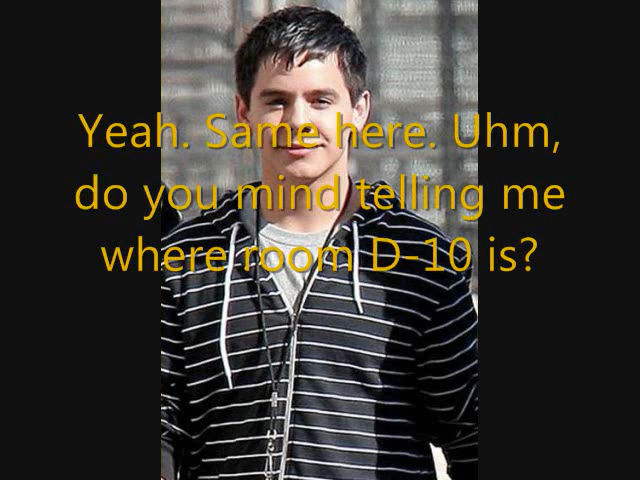 Yeah. Same here. Uhm,
do you mind telling me
where room D-10 is?